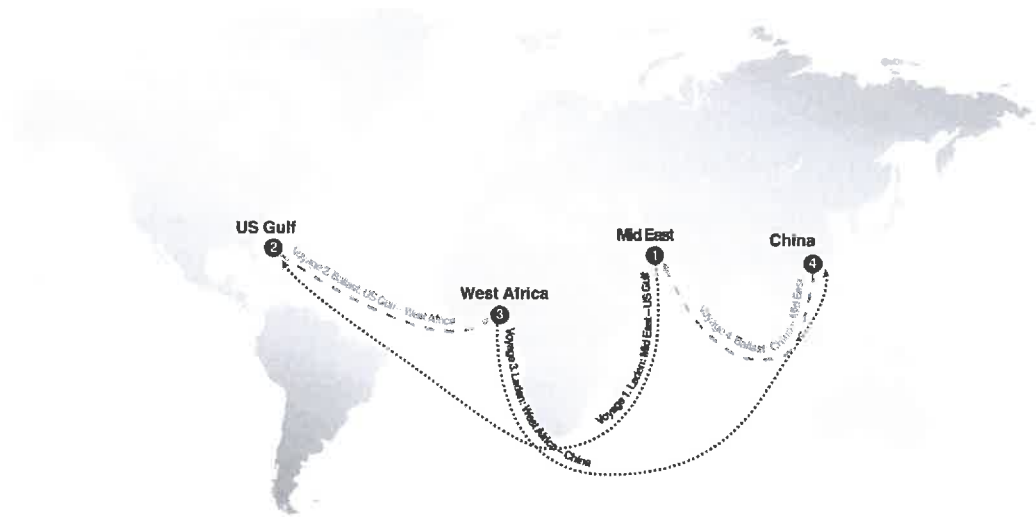 US Gulf
2
Mid East
1
China
4
West Africa
3
Voyage 2. Ballast: US Gulf – West Africa
Voyage 3. Laden: West Africa – China
Voyage 1. Laden: Mid East – US Gulf
Voyage 4. Ballast: China – Mid East